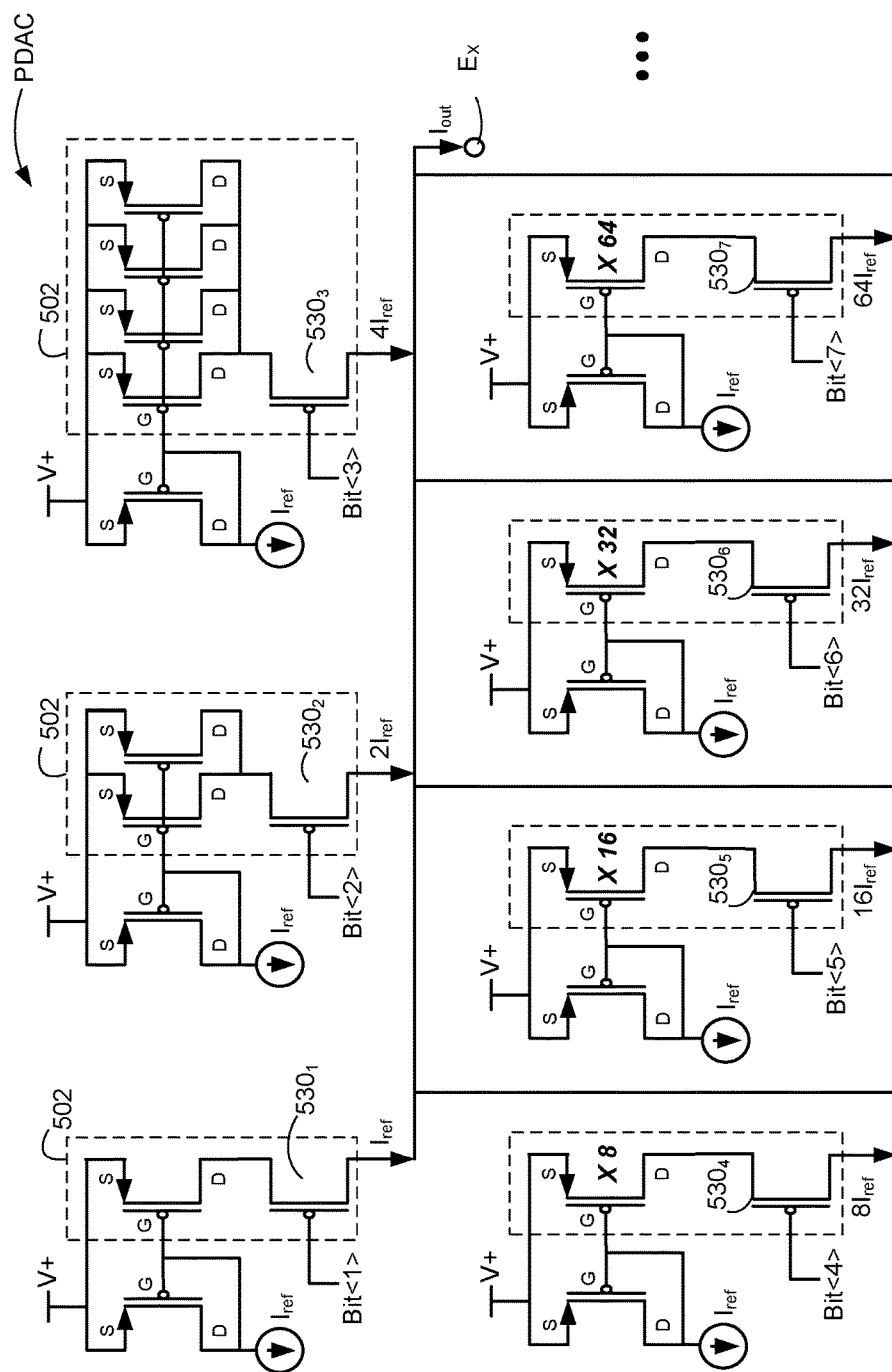 PDAC
V+
502
S
S
G
D
D
I_ref
Bit<1>
530₁
I_ref
V+
502
S
S
S
G
D
D
D
I_ref
Bit<2>
530₂
2I_ref
V+
502
S
S
S
S
S
G
G
D
D
D
D
D
I_ref
Bit<3>
530₃
4I_ref
I_out
E_X
V+
S
S
G
X 8
D
D
I_ref
Bit<4>
530₄
8I_ref
V+
S
S
G
X 16
D
D
I_ref
Bit<5>
530₅
16I_ref
V+
S
S
G
X 32
D
D
I_ref
Bit<6>
530₆
32I_ref
V+
S
S
G
X 64
D
D
I_ref
Bit<7>
530₇
64I_ref
•••